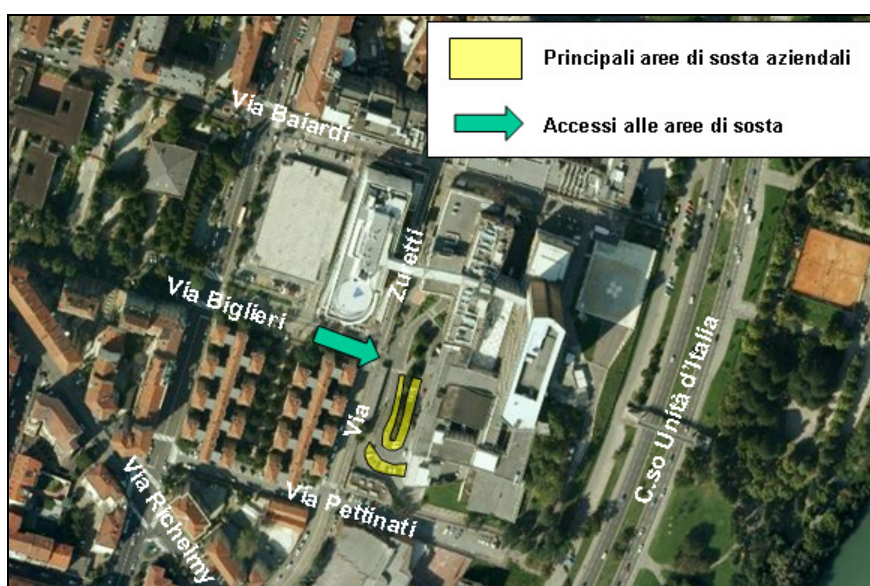 Principali aree di sosta aziendali
Accessi alle aree di sosta
Via Baiardi
Via Zuretti
Via Biglieri
C.so Unità d'Italia
Via Pettinati
Via Richelmy